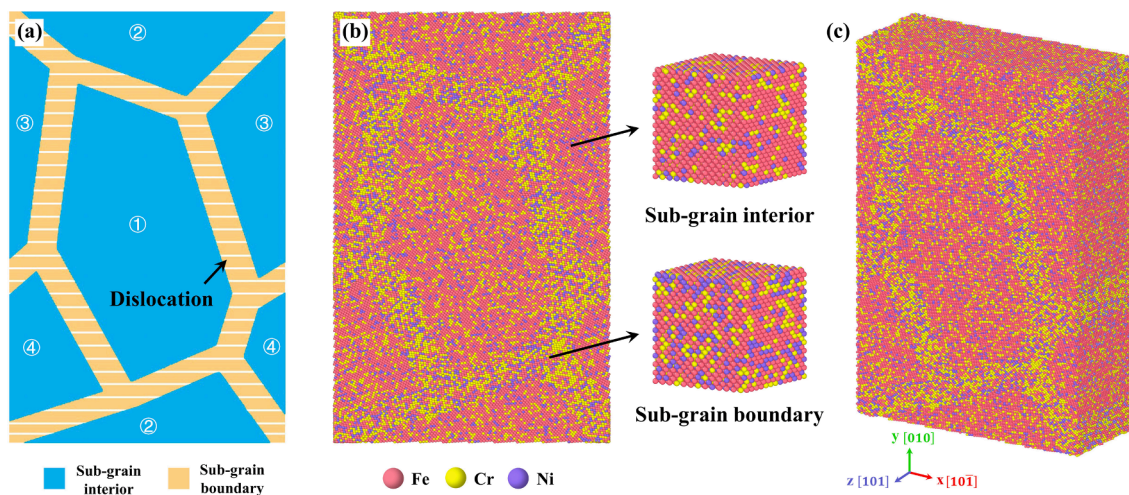 (a)
②
③
③
①
Dislocation
④
④
②
Sub-grain
interior
Sub-grain
boundary
(b)
Sub-grain interior
Sub-grain boundary
Fe
Cr
Ni
(c)
y [010]
z [101]
x [101̅]